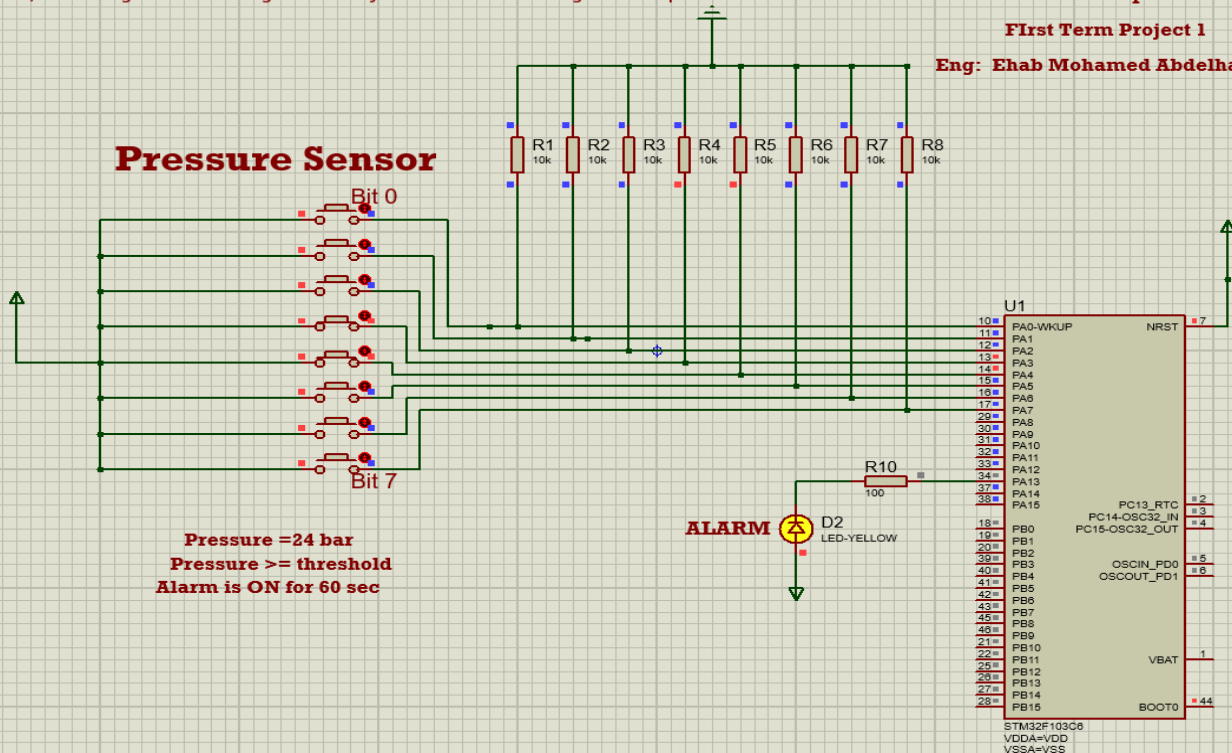 FIrst Term Project 1
Eng: Ehab Mohamed
Pressure Sensor
Bit 0
Bit 7
R1
10k
R2
10k
R3
10k
R4
10k
R5
10k
R6
10k
R7
10k
R8
10k
Pressure =24 bar
Pressure >= threshold
Alarm is ON for 60 sec
ALARM
D2
LED-YELLOW
R10
100
U1
10 PA0-WKUP
11 PA1
12 PA2
13 PA3
14 PA4
15 PA5
16 PA6
17 PA7
29 PA8
30 PA9
31 PA10
32 PA11
33 PA12
34 PA13
37 PA14
38 PA15
18 PB0
19 PB1
20 PB2
39 PB3
40 PB4
41 PB5
42 PB6
43 PB7
45 PB8
46 PB9
21 PB10
22 PB11
25 PB12
26 PB13
27 PB14
28 PB15
NRST 7
PC13_RTC 2
PC14-OSC32_IN 3
PC15-OSC32_OUT 4
OSCIN_PD0 5
OSCOUT_PD1 6
VBAT 1
BOOT0 44
STM32F103C6
VDDA=VDD
VSSA=VSS